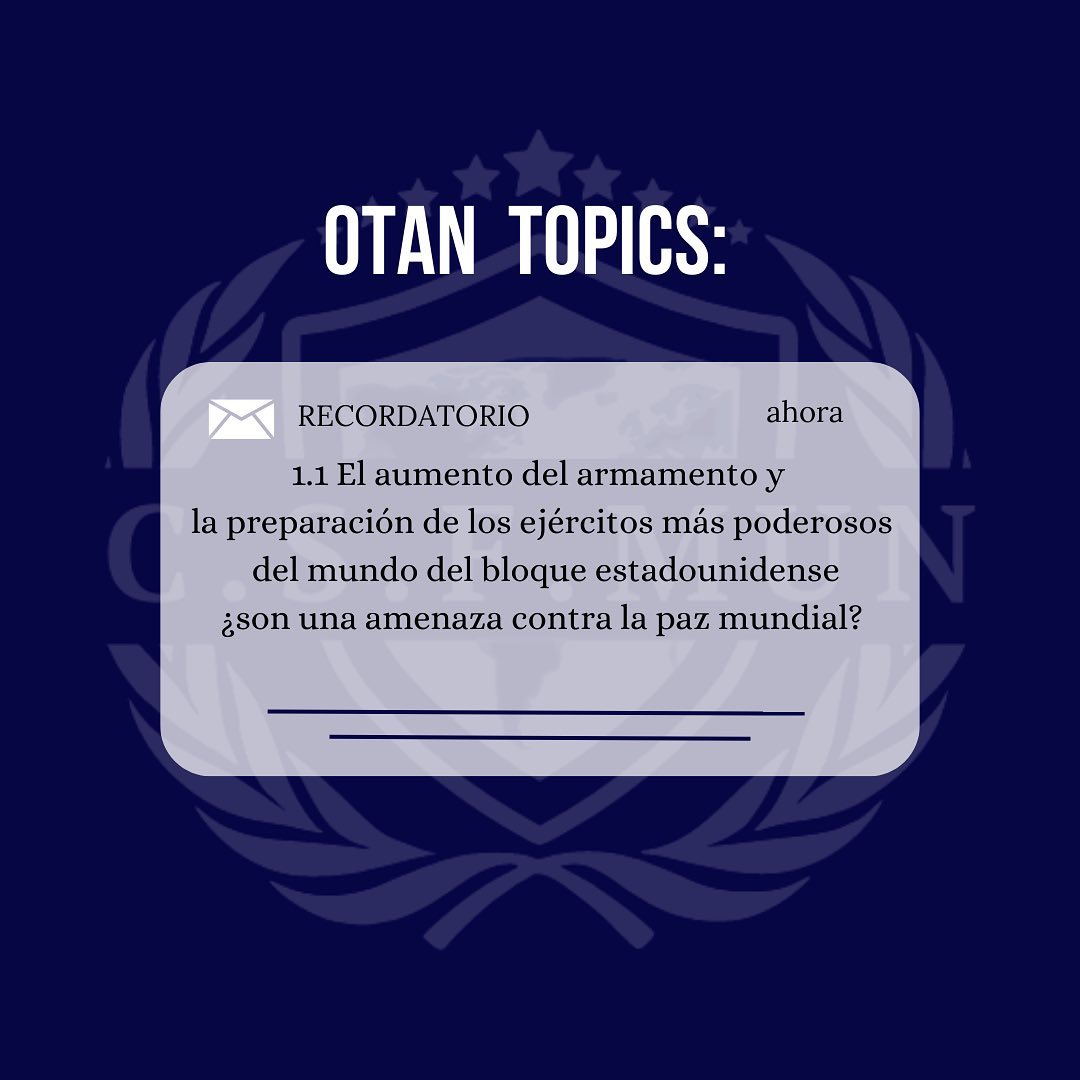 OTAN TOPICS:
RECORDATORIO
ahora
1.1 El aumento del armamento y
la preparación de los ejércitos más poderosos
del mundo del bloque estadounidense
¿son una amenaza contra la paz mundial?
C.S.F.MUN